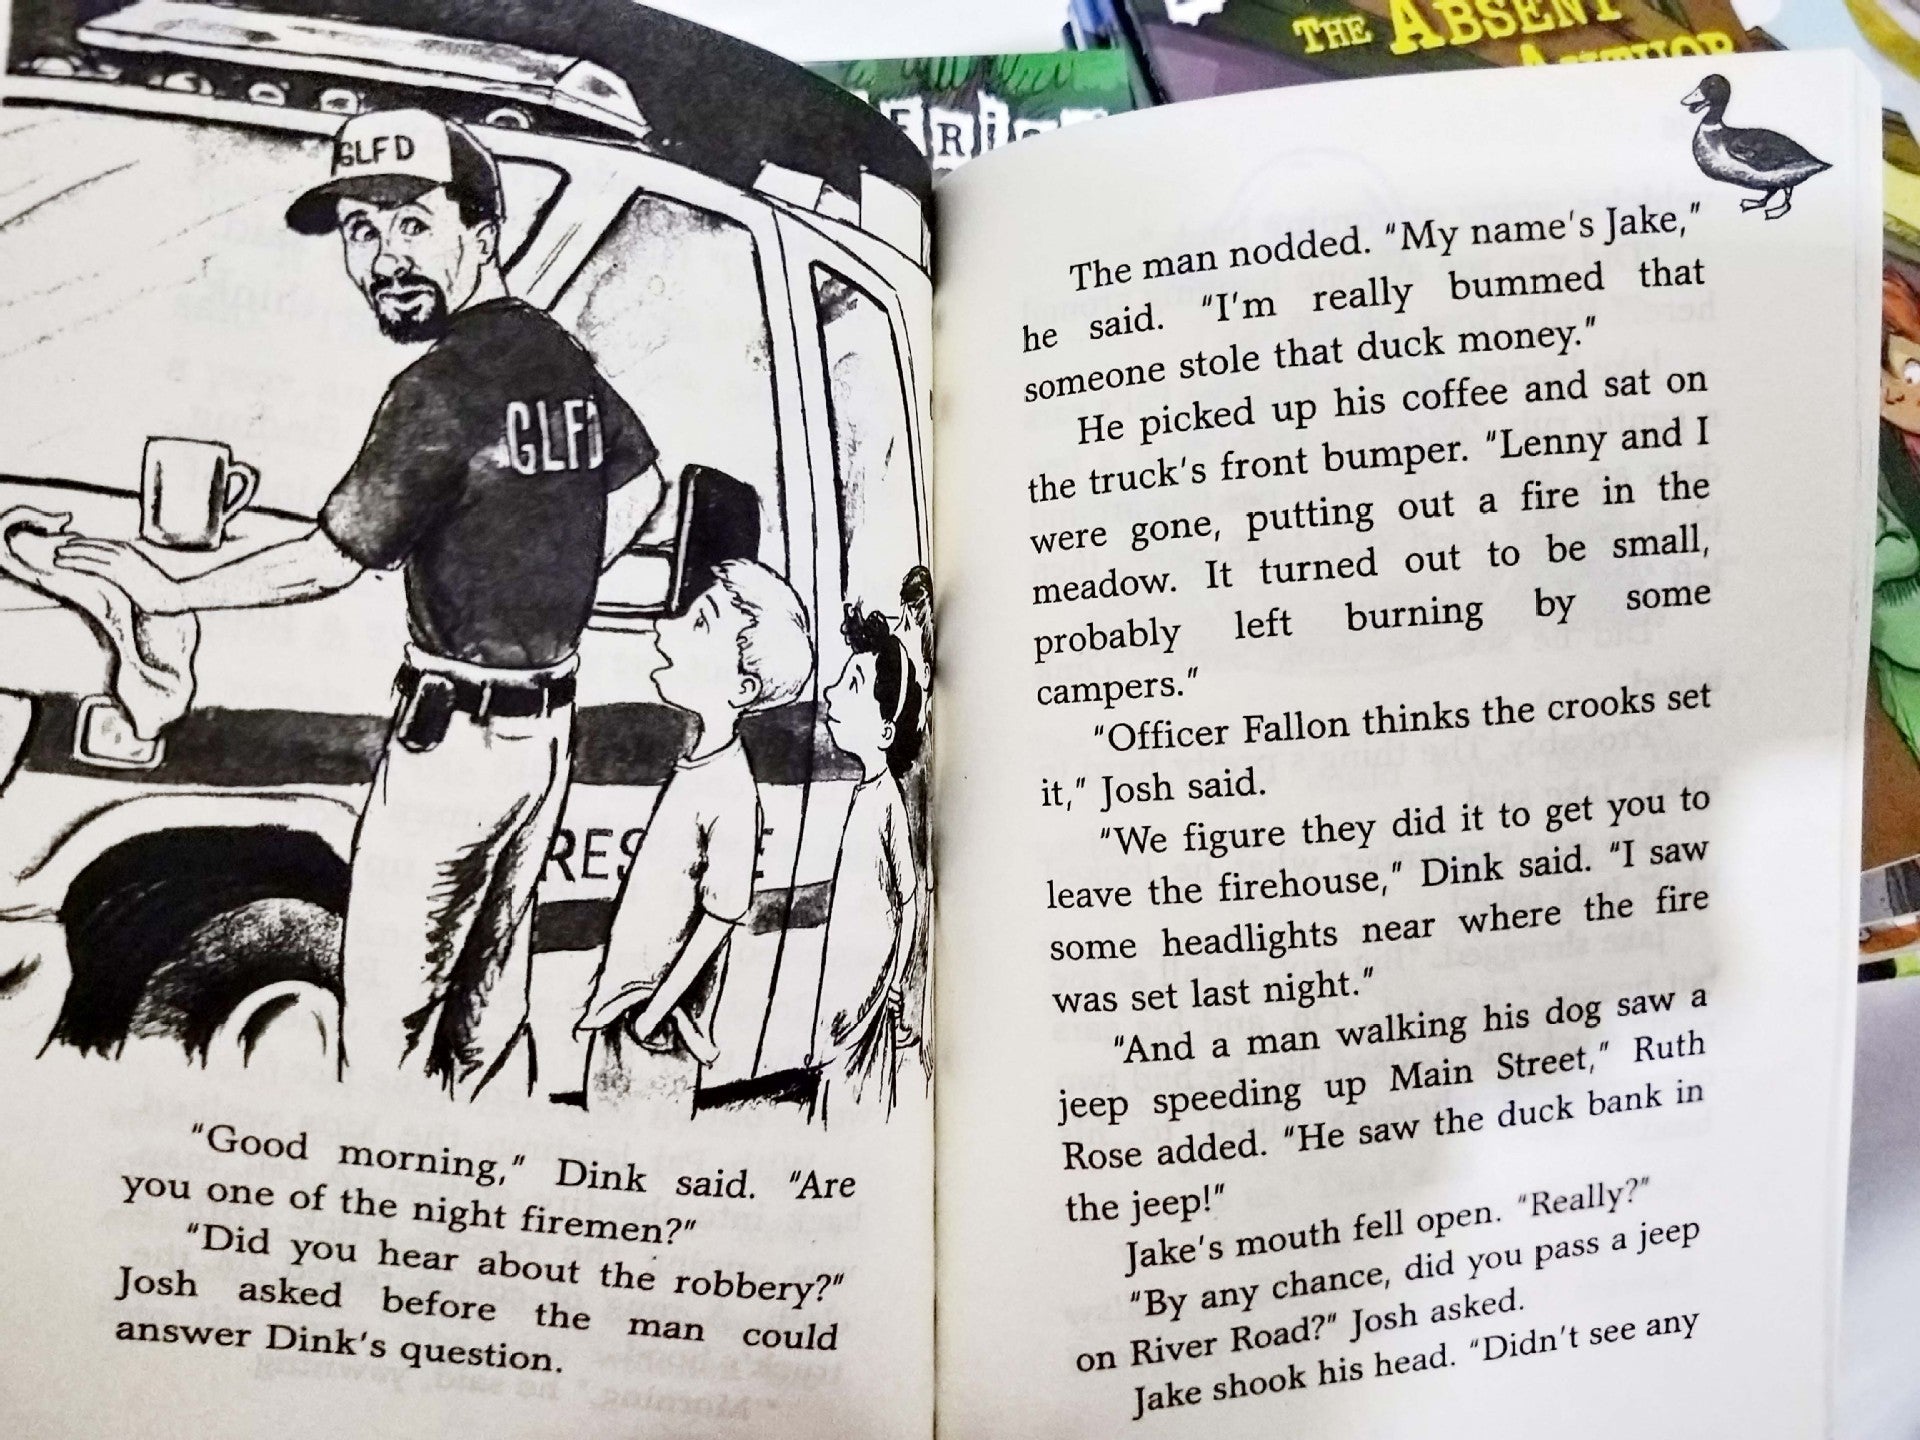 THE ABSENT
AUTHOR
GLFD
GLFD
RES E
"Good morning," Dink said. "Are
you one of the night firemen?"
"Did you hear about the robbery?"
Josh asked before the man could
answer Dink's question.
The man nodded. "My name's Jake,"
he said. "I'm really bummed that
someone stole that duck money."
He picked up his coffee and sat on
the truck's front bumper. "Lenny and I
were gone, putting out a fire in the
meadow. It turned out to be small,
probably left burning by some
campers."
"Officer Fallon thinks the crooks set
it," Josh said.
"We figure they did it to get you to
leave the firehouse," Dink said. "I saw
some headlights near where the fire
was set last night."
"And a man walking his dog saw a
jeep speeding up Main Street," Ruth
Rose added. "He saw the duck bank in
the jeep!"
Jake's mouth fell open. "Really?"
"By any chance, did you pass a jeep
on River Road?" Josh asked.
Jake shook his head. "Didn't see any